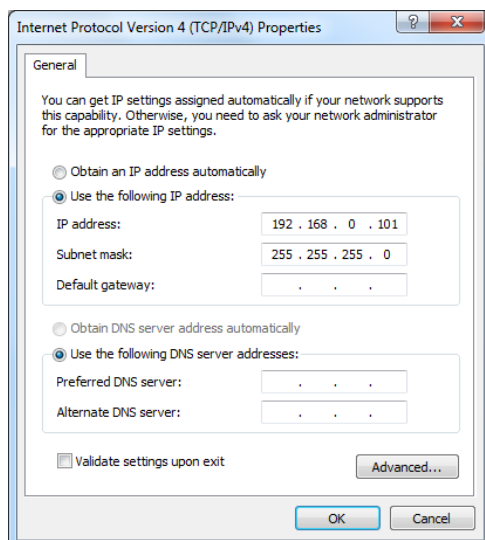 Internet Protocol Version 4 (TCP/IPv4) Properties
? X
General
You can get IP settings assigned automatically if your network supports
this capability. Otherwise, you need to ask your network administrator
for the appropriate IP settings.
Obtain an IP address automatically
Use the following IP address:
IP address: 192 . 168 . 0 . 101
Subnet mask: 255 . 255 . 255 . 0
Default gateway: . . .
Obtain DNS server address automatically
Use the following DNS server addresses:
Preferred DNS server: . . .
Alternate DNS server: . . .
Validate settings upon exit
Advanced...
OK Cancel